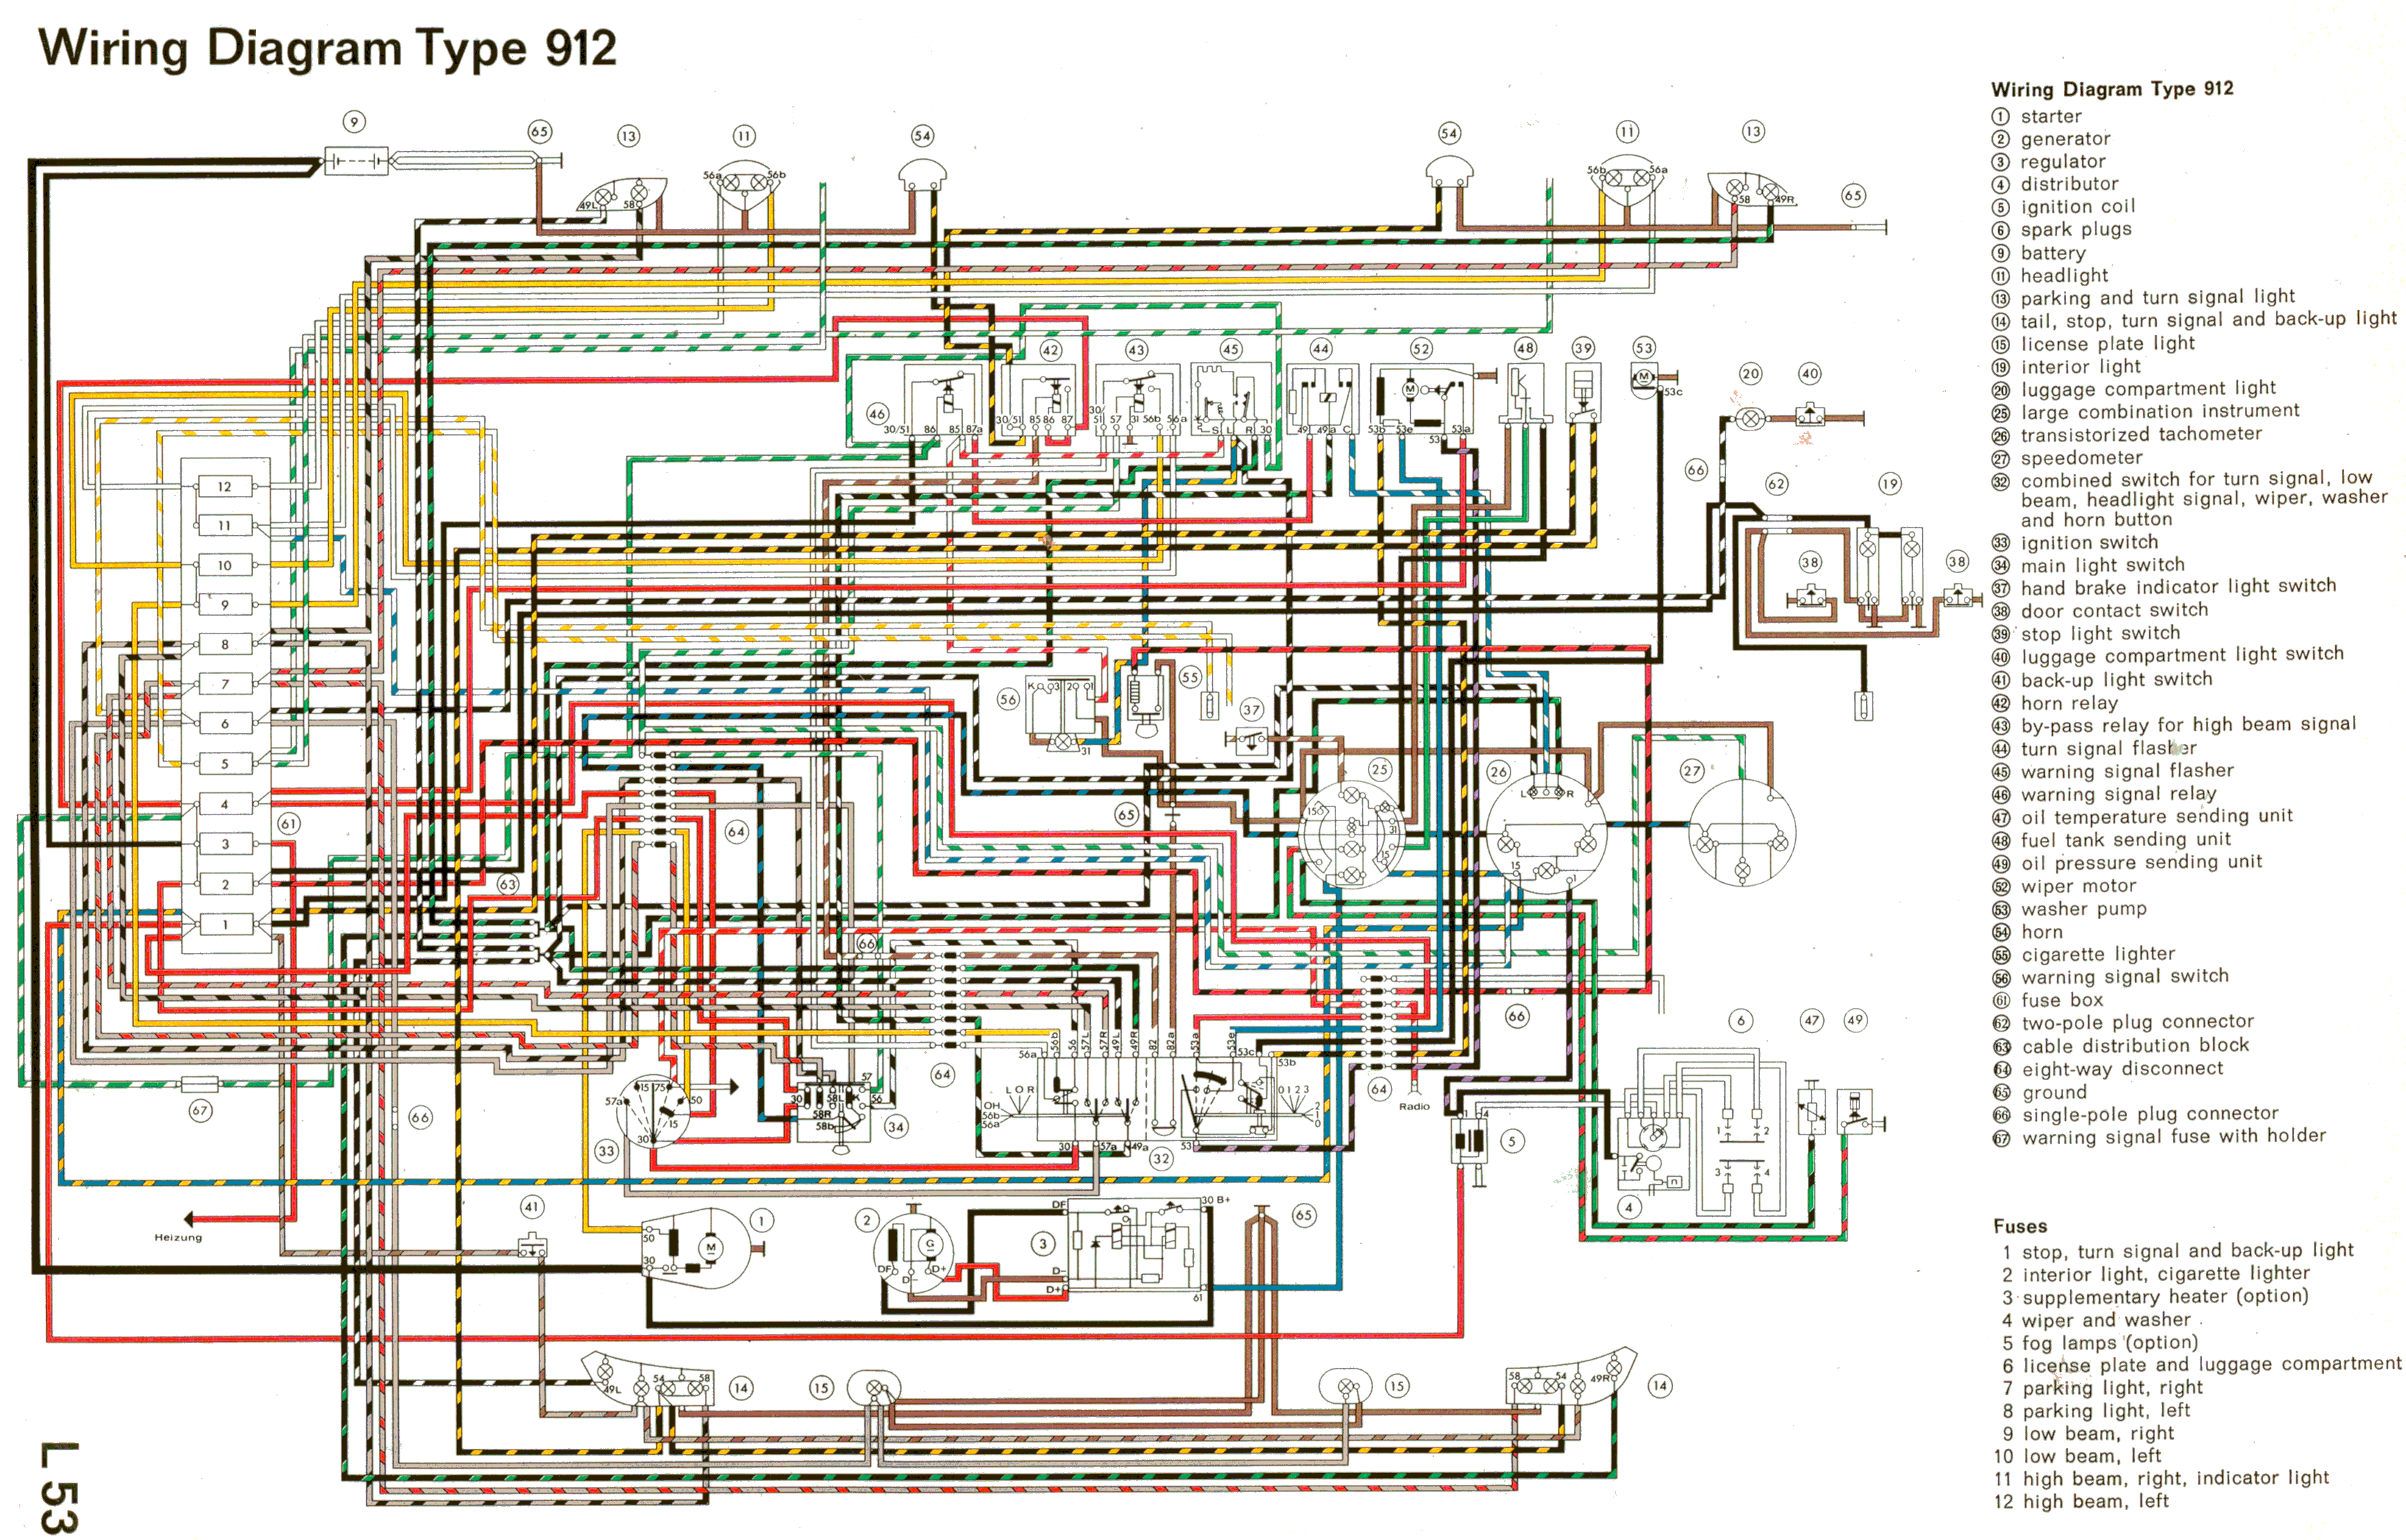 Wiring Diagram Type 912
9
65
13
11
54
54
11
13
65
49L
58
56a
56b
56b
56a
58
49R
46
42
43
45
44
52
48
39
53
20
40
30/51
86
85
87a
30/51
85
86
87
30/
51
57
31
56b
56a
S
L
R
30
49
49a
C
53b
53e
53
53a
53c
66
62
19
38
38
12
11
10
9
8
7
6
5
4
3
2
1
61
63
64
56
K
3
2
1
31
55
37
65
25
26
27
15
31
15
L
R
15
1
66
66
64
64
66
67
66
Heizung
57a
15
75
50
15
30
33
30
58L
K
57
58R
56
58b
34
56a
56b
56
57L
57R
49L
49R
82
82a
53a
53e
53c
53b
L O R
OH
56b
56a
0 1 2 3
2
1
0
30
57a
49a
53
32
Radio
1
4
5
6
47
49
1
2
3
4
n
4
41
50
30
M
1
2
G
DF
D-
D+
3
DF
D-
D+
30 B+
61
65
49L
54
58
14
15
15
58
54
49R
14
L 53
Wiring Diagram Type 912
1 starter
2 generator
3 regulator
4 distributor
5 ignition coil
6 spark plugs
9 battery
11 headlight
13 parking and turn signal light
14 tail, stop, turn signal and back-up light
15 license plate light
19 interior light
20 luggage compartment light
25 large combination instrument
26 transistorized tachometer
27 speedometer
32 combined switch for turn signal, low
beam, headlight signal, wiper, washer
and horn button
33 ignition switch
34 main light switch
37 hand brake indicator light switch
38 door contact switch
39 stop light switch
40 luggage compartment light switch
41 back-up light switch
42 horn relay
43 by-pass relay for high beam signal
44 turn signal flasher
45 warning signal flasher
46 warning signal relay
47 oil temperature sending unit
48 fuel tank sending unit
49 oil pressure sending unit
52 wiper motor
53 washer pump
54 horn
55 cigarette lighter
56 warning signal switch
61 fuse box
62 two-pole plug connector
63 cable distribution block
64 eight-way disconnect
65 ground
66 single-pole plug connector
67 warning signal fuse with holder
Fuses
1 stop, turn signal and back-up light
2 interior light, cigarette lighter
3 supplementary heater (option)
4 wiper and washer
5 fog lamps (option)
6 license plate and luggage compartment
7 parking light, right
8 parking light, left
9 low beam, right
10 low beam, left
11 high beam, right, indicator light
12 high beam, left